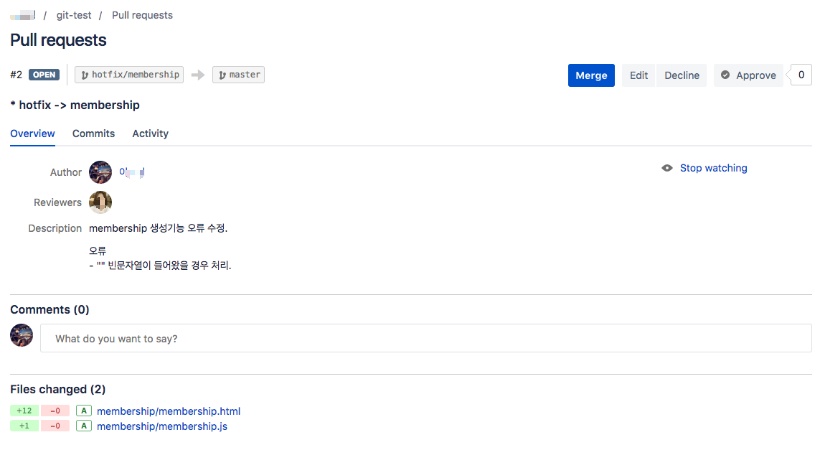 / git-test / Pull requests
Pull requests
#2 OPEN hotfix/membership master Merge Edit Decline Approve 0
* hotfix -> membership
Overview Commits Activity
Author Stop watching
Reviewers
Description membership 생성기능 오류 수정.
오류
- "" 빈문자열이 들어왔을 경우 처리.
Comments (0)
What do you want to say?
Files changed (2)
+12 -0 A membership/membership.html
+1 -0 A membership/membership.js